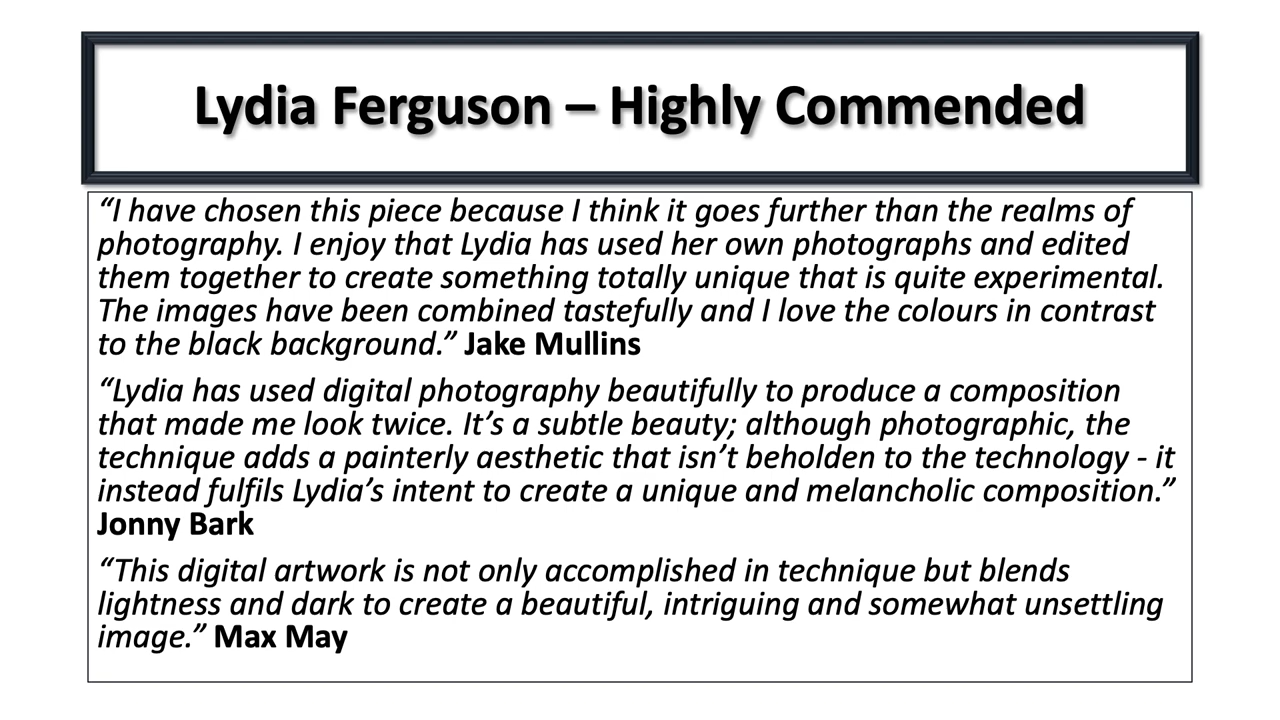 Lydia Ferguson – Highly Commended
“I have chosen this piece because I think it goes further than the realms of
photography. I enjoy that Lydia has used her own photographs and edited
them together to create something totally unique that is quite experimental.
The images have been combined tastefully and I love the colours in contrast
to the black background.” Jake Mullins
“Lydia has used digital photography beautifully to produce a composition
that made me look twice. It’s a subtle beauty; although photographic, the
technique adds a painterly aesthetic that isn’t beholden to the technology - it
instead fulfils Lydia’s intent to create a unique and melancholic composition.”
Jonny Bark
“This digital artwork is not only accomplished in technique but blends
lightness and dark to create a beautiful, intriguing and somewhat unsettling
image.” Max May